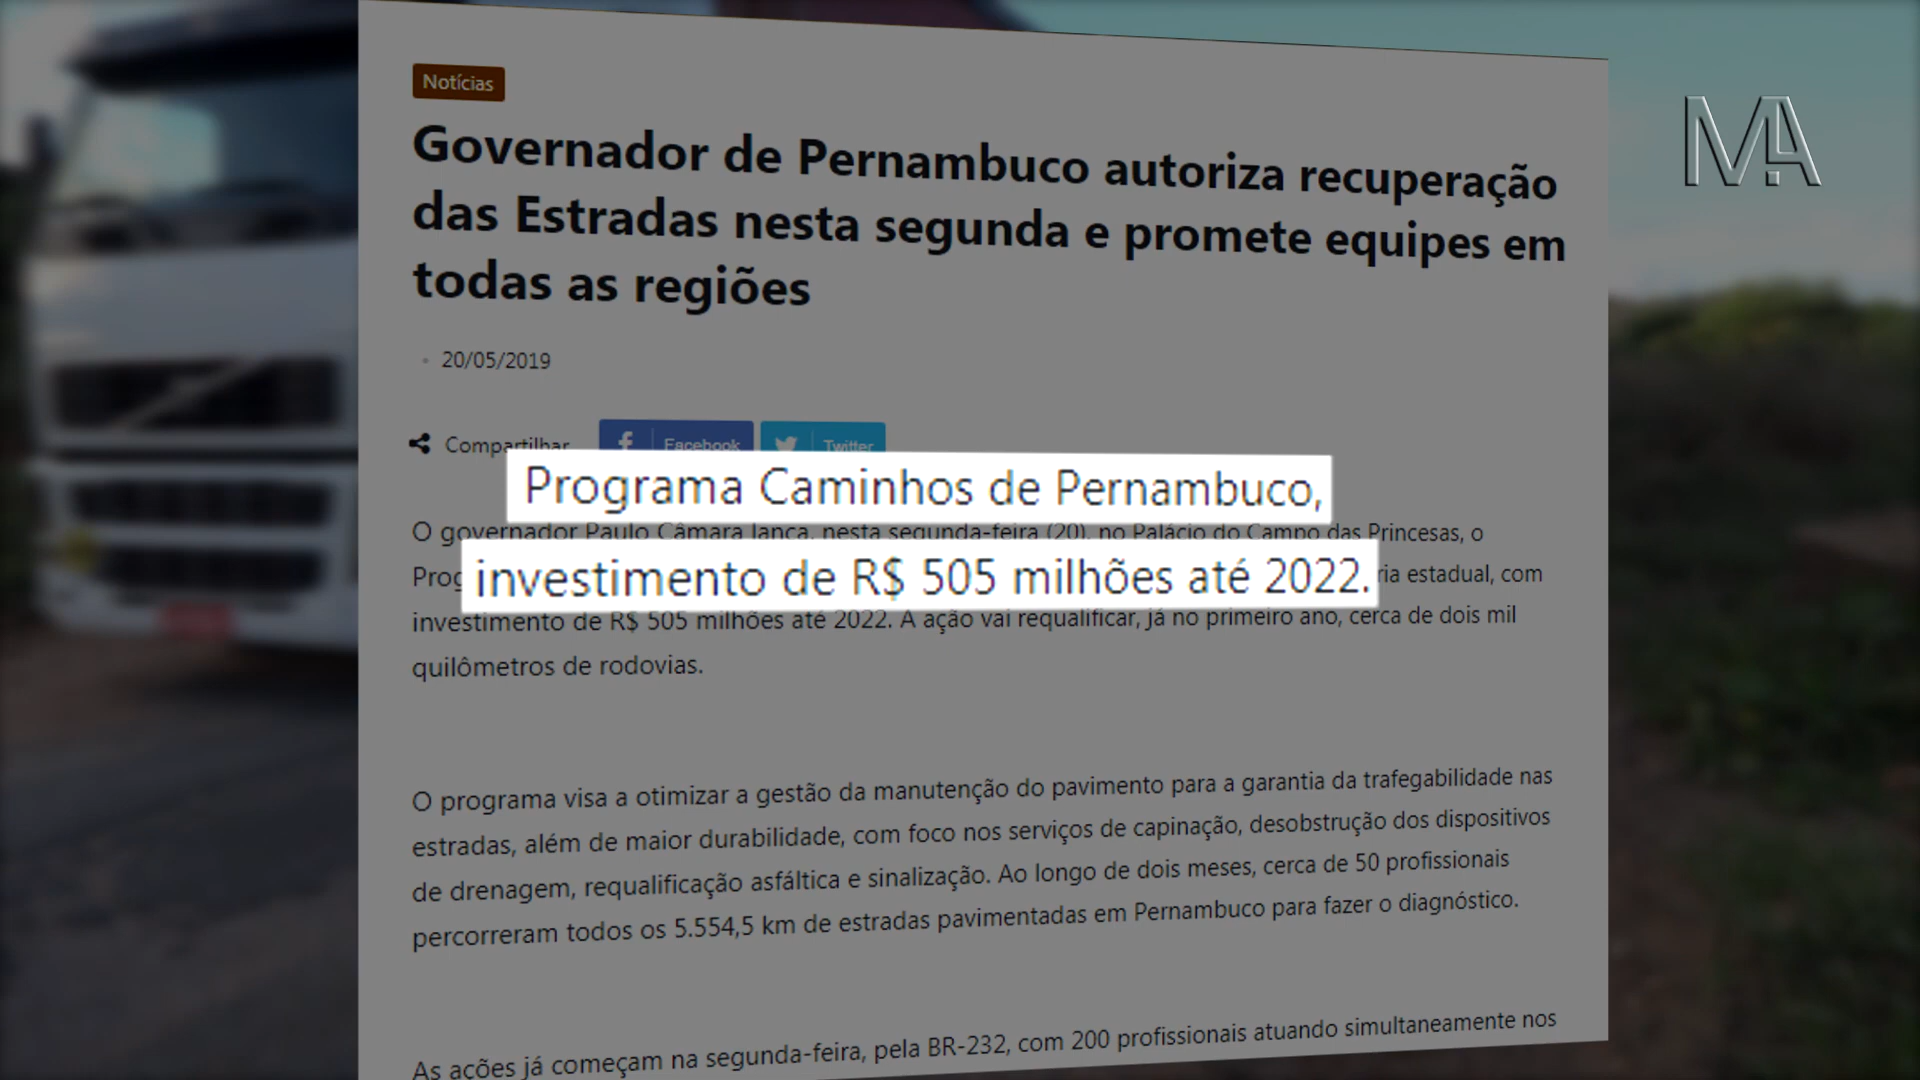 Notícias
Governador de Pernambuco autoriza recuperação
das Estradas nesta segunda e promete equipes em
todas as regiões
20/05/2019
Compartilhar Facebook Twitter
Programa Caminhos de Pernambuco,
O governador Paulo Câmara lança, nesta segunda-feira (20), no Palácio do Campo das Princesas, o
investimento de R$ 505 milhões até 2022.
estadual, com
investimento de R$ 505 milhões até 2022. A ação vai requalificar, já no primeiro ano, cerca de dois mil
quilômetros de rodovias.
O programa visa a otimizar a gestão da manutenção do pavimento para a garantia da trafegabilidade nas
estradas, além de maior durabilidade, com foco nos serviços de capinação, desobstrução dos dispositivos
de drenagem, requalificação asfáltica e sinalização. Ao longo de dois meses, cerca de 50 profissionais
percorreram todos os 5.554,5 km de estradas pavimentadas em Pernambuco para fazer o diagnóstico.
As ações já começam na segunda-feira, pela BR-232, com 200 profissionais atuando simultaneamente nos
MA